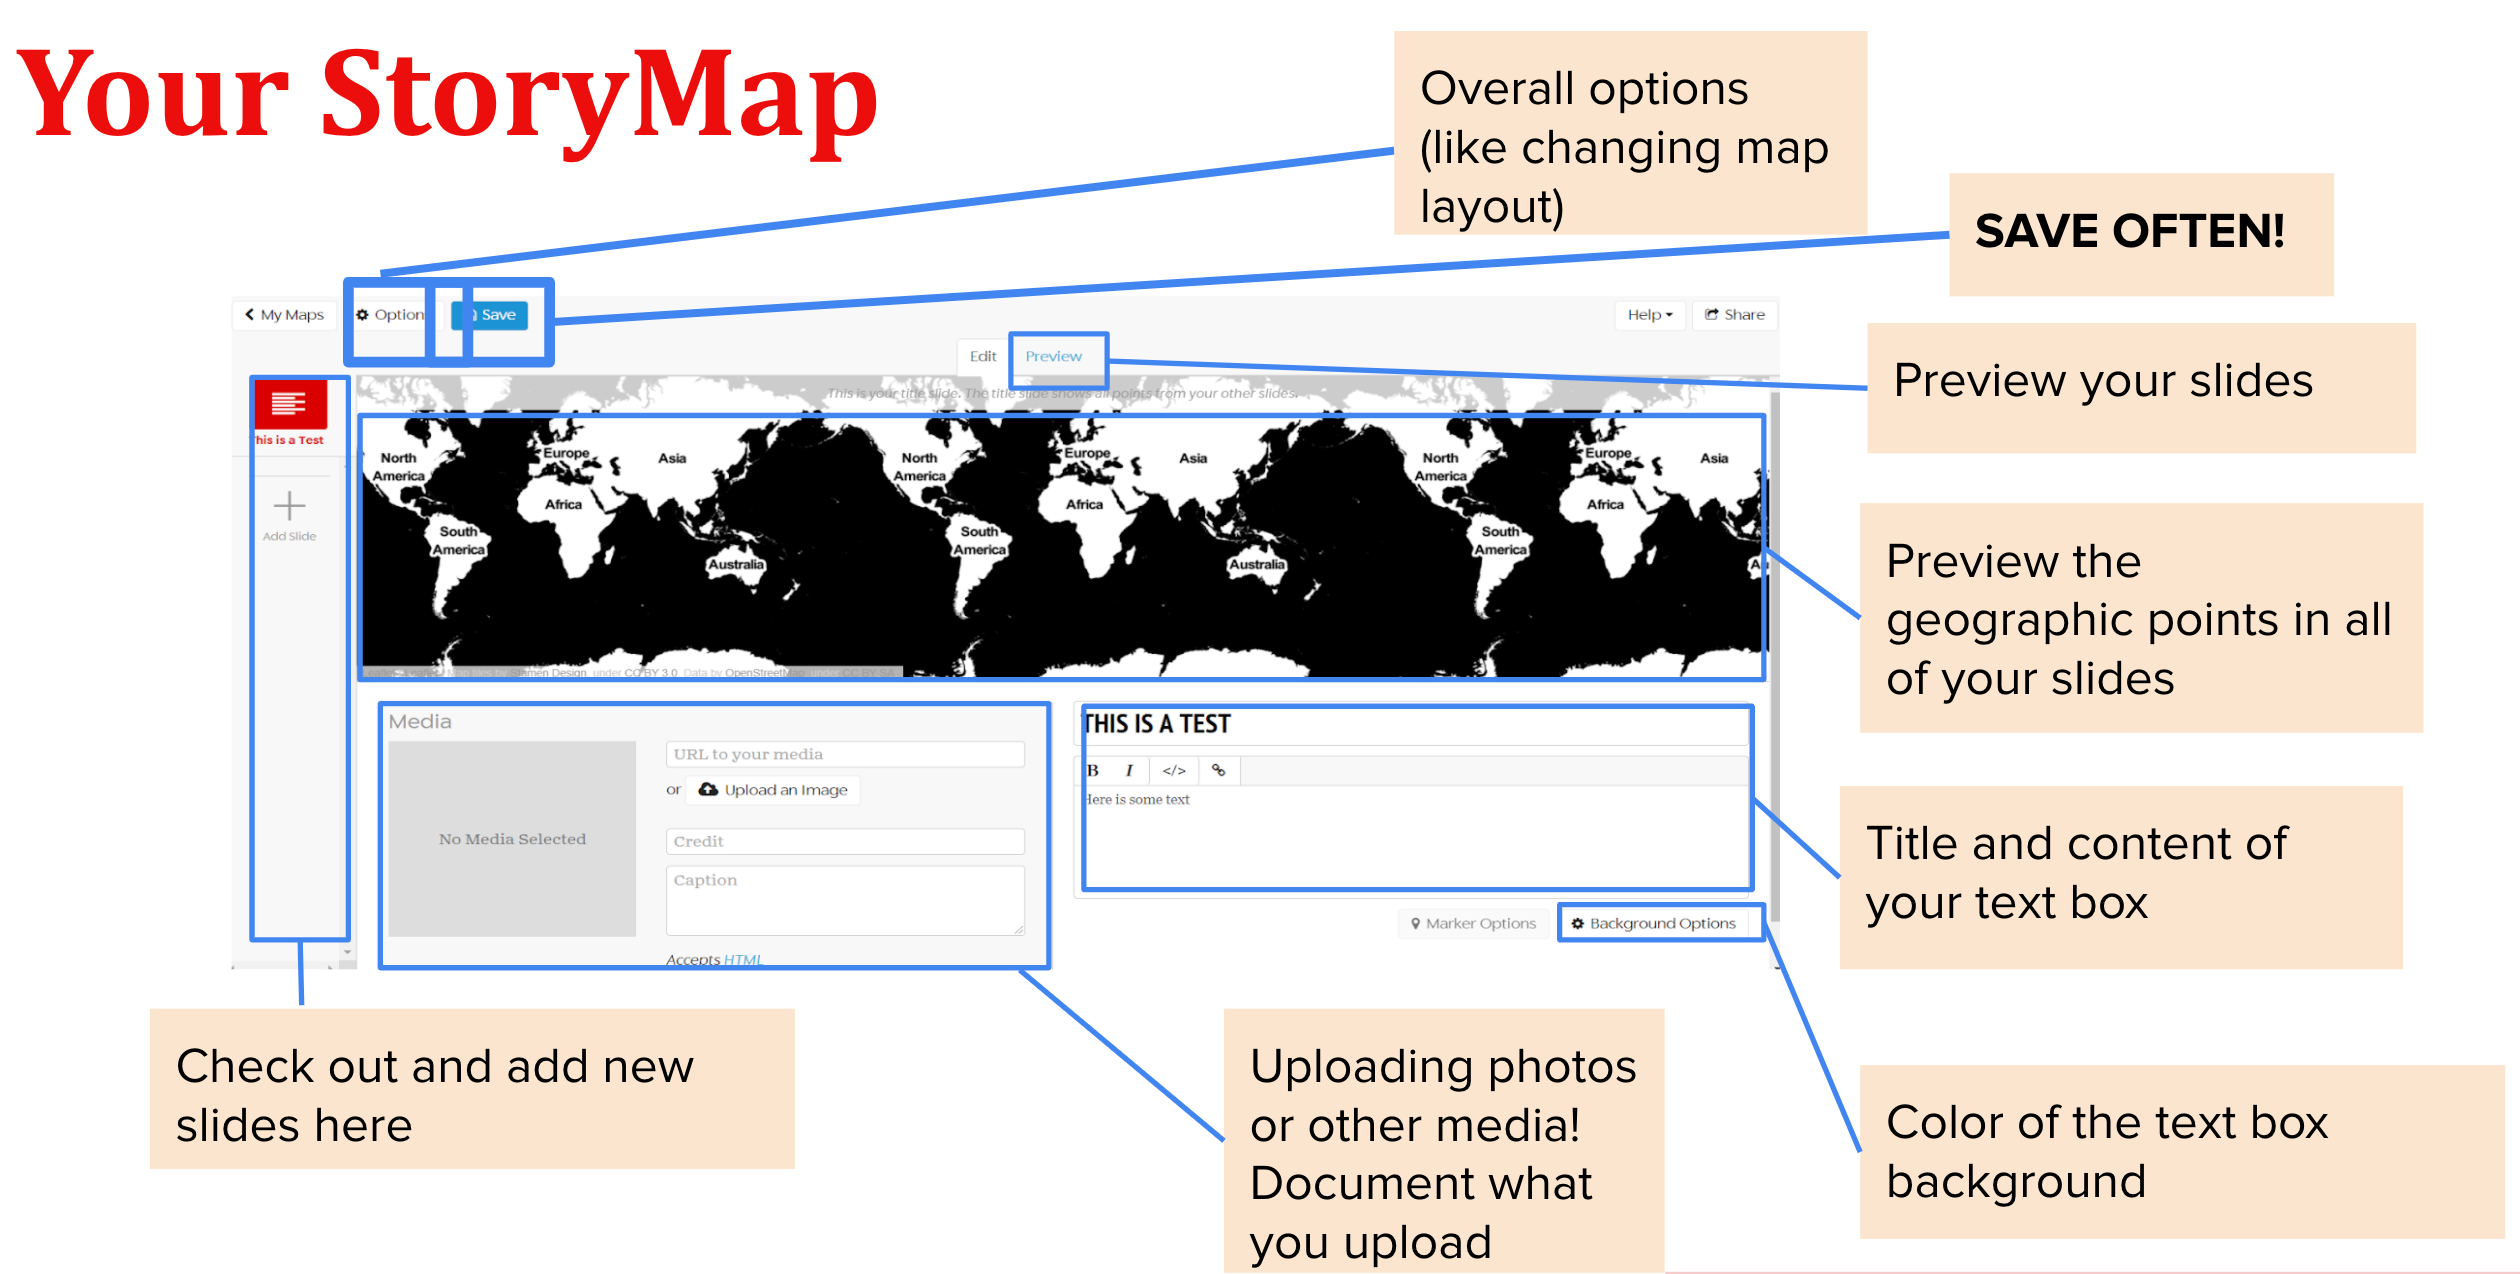 Your StoryMap
Overall options
(like changing map
layout)
SAVE OFTEN!
My Maps
Option
Save
Help
Share
Edit
Preview
Preview your slides
This is a Test
Add Slide
This is your title slide. The title slide shows all points from your other slides.
North
America
Europe
Asia
North
America
Europe
Asia
North
America
Europe
Asia
Africa
Africa
Africa
South
America
South
America
South
America
Australia
Australia
Au
Stamen Design, under CC BY 3.0. Data by OpenStreetMap, under CC BY SA
Preview the
geographic points in all
of your slides
Media
URL to your media
or Upload an Image
No Media Selected
Credit
Caption
Accepts HTML
THIS IS A TEST
B I </>
Here is some text
Marker Options
Background Options
Title and content of
your text box
Check out and add new
slides here
Uploading photos
or other media!
Document what
you upload
Color of the text box
background